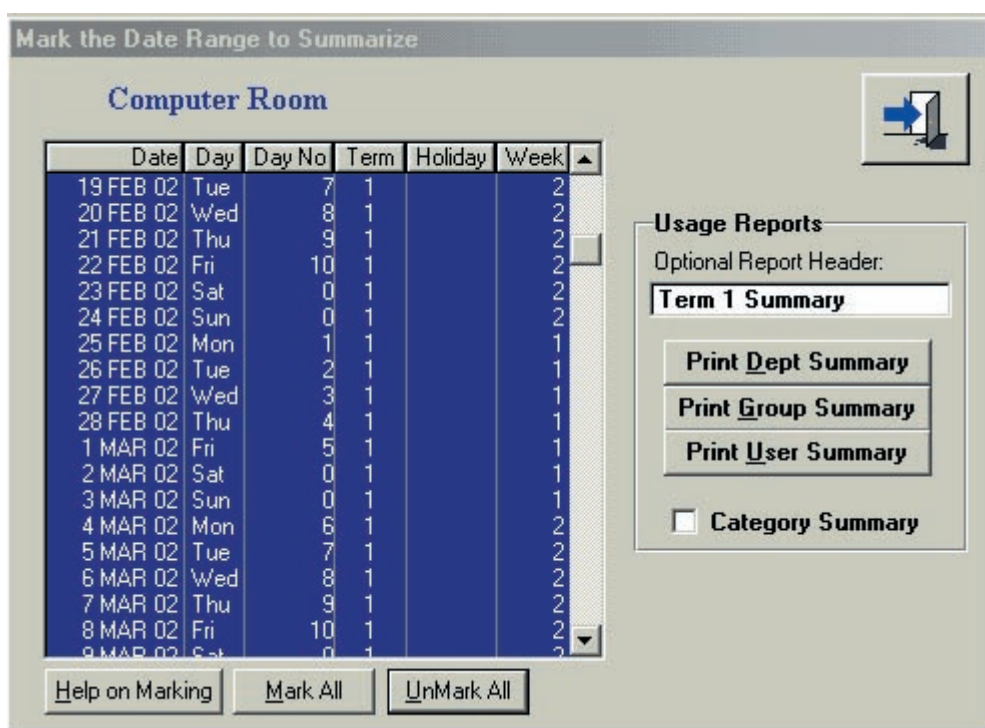 Mark the Date Range to Summarize
Computer Room
Date Day Day No Term Holiday Week
19 FEB 02 Tue 7 1 2
20 FEB 02 Wed 8 1 2
21 FEB 02 Thu 9 1 2
22 FEB 02 Fri 10 1 2
23 FEB 02 Sat 0 1 2
24 FEB 02 Sun 0 1 2
25 FEB 02 Mon 1 1 1
26 FEB 02 Tue 2 1 1
27 FEB 02 Wed 3 1 1
28 FEB 02 Thu 4 1 1
1 MAR 02 Fri 5 1 1
2 MAR 02 Sat 0 1 1
3 MAR 02 Sun 0 1 1
4 MAR 02 Mon 6 1 2
5 MAR 02 Tue 7 1 2
6 MAR 02 Wed 8 1 2
7 MAR 02 Thu 9 1 2
8 MAR 02 Fri 10 1 2
9 MAR 02 Sat 0 1 2
Help on Marking Mark All UnMark All
Usage Reports
Optional Report Header:
Term 1 Summary
Print Dept Summary
Print Group Summary
Print User Summary
Category Summary